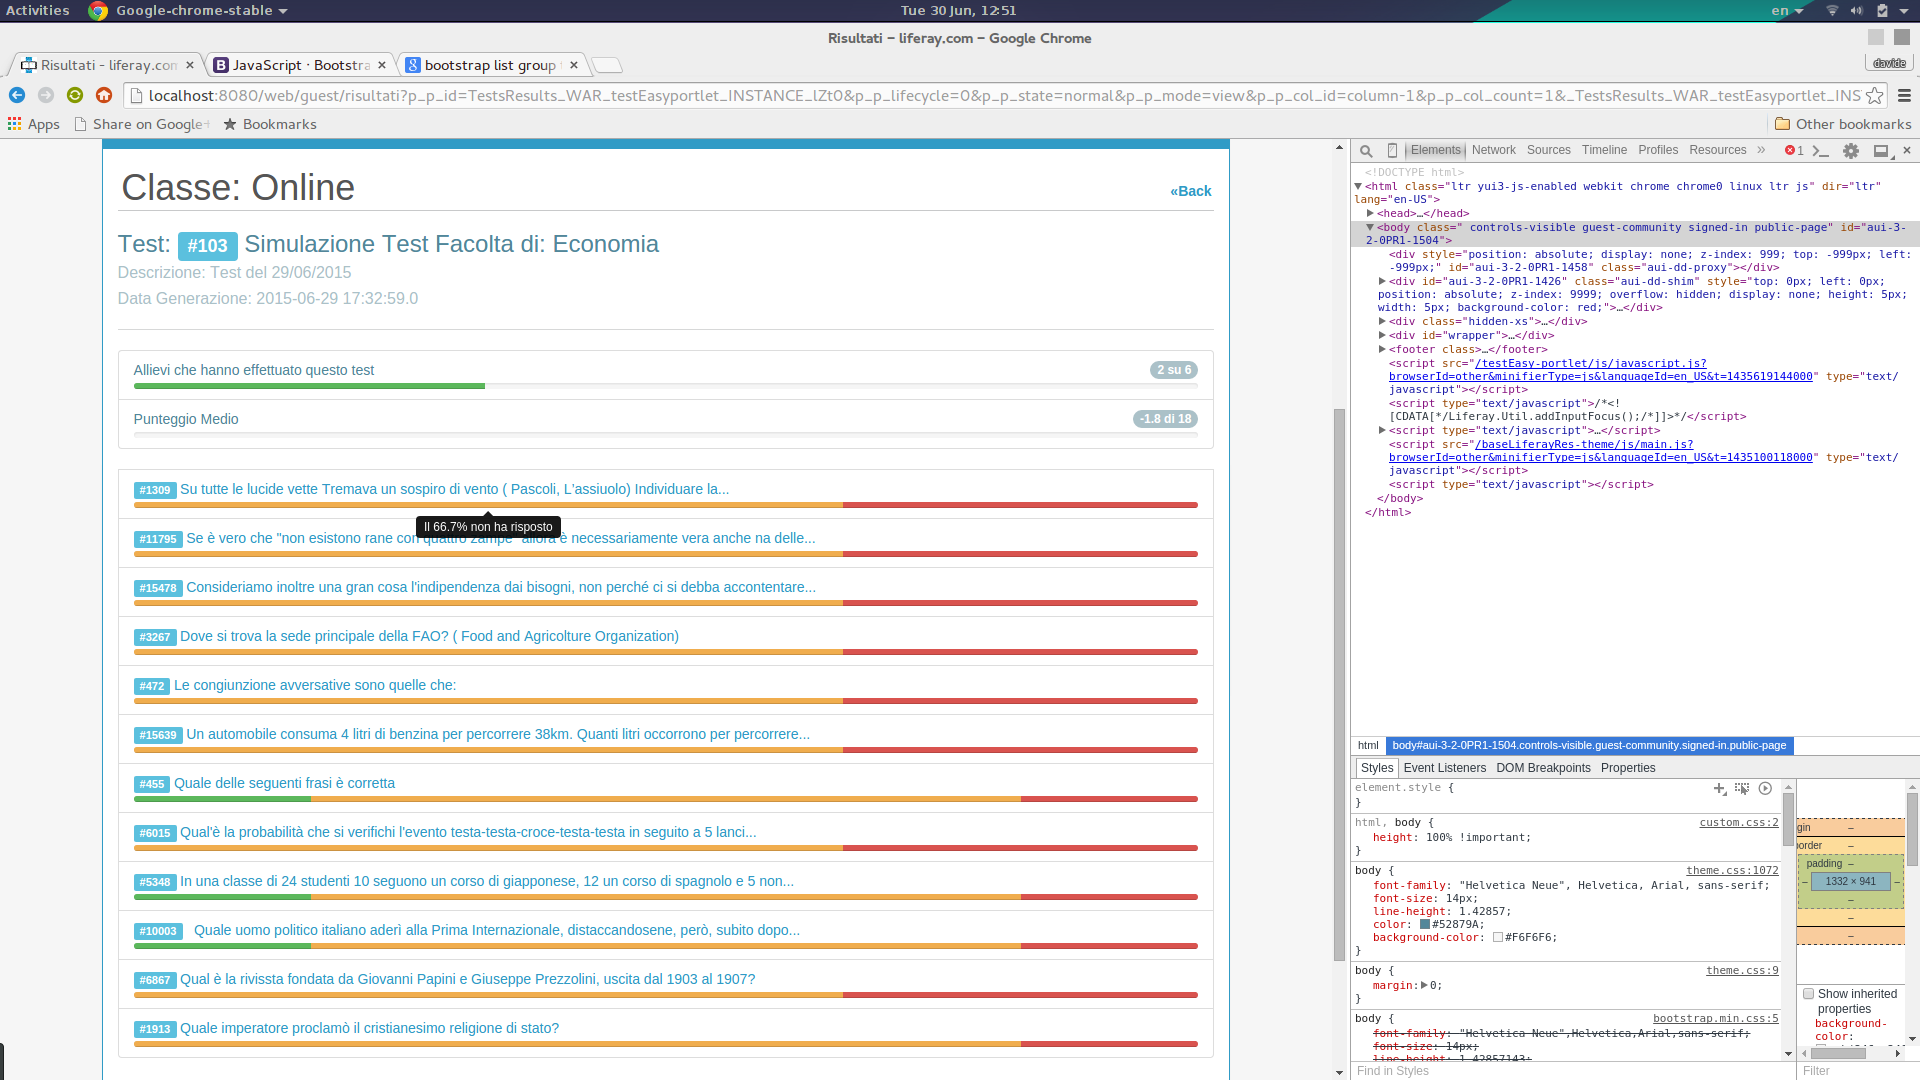 Activities Google-chrome-stable Tue 30 Jun, 12:51 en
Risultati – liferay.com – Google Chrome
Risultati – liferay.com × JavaScript · Bootstra × bootstrap list group × davide
localhost:8080/web/guest/risultati?p_p_id=TestsResults_WAR_testEasyportlet_INSTANCE_lZt0&p_p_lifecycle=0&p_p_state=normal&p_p_mode=view&p_p_col_id=column-1&p_p_col_count=1&_TestsResults_WAR_testEasyportlet_INS
Apps Share on Google+ Bookmarks Other bookmarks
Classe: Online
«Back
Test: #103 Simulazione Test Facolta di: Economia
Descrizione: Test del 29/06/2015
Data Generazione: 2015-06-29 17:32:59.0
Allievi che hanno effettuato questo test 2 su 6
Punteggio Medio -1.8 di 18
#1309 Su tutte le lucide vette Tremava un sospiro di vento ( Pascoli, L'assiuolo) Individuare la...
Il 66.7% non ha risposto
#11795 Se è vero che "non esistono rane con quattro zampe" allora è necessariamente vera anche na delle...
#15478 Consideriamo inoltre una gran cosa l'indipendenza dai bisogni, non perché ci si debba accontentare...
#3267 Dove si trova la sede principale della FAO? ( Food and Agricolture Organization)
#472 Le congiunzione avversative sono quelle che:
#15639 Un automobile consuma 4 litri di benzina per percorrere 38km. Quanti litri occorrono per percorrere...
#455 Quale delle seguenti frasi è corretta
#6015 Qual'è la probabilità che si verifichi l'evento testa-testa-croce-testa-testa in seguito a 5 lanci...
#5348 In una classe di 24 studenti 10 seguono un corso di giapponese, 12 un corso di spagnolo e 5 non...
#10003 Quale uomo politico italiano aderì alla Prima Internazionale, distaccandosene, però, subito dopo...
#6867 Qual è la rivissta fondata da Giovanni Papini e Giuseppe Prezzolini, uscita dal 1903 al 1907?
#1913 Quale imperatore proclamò il cristianesimo religione di stato?
Elements Network Sources Timeline Profiles Resources » 1 ×
<!DOCTYPE html>
<html class="ltr yui3-js-enabled webkit chrome chrome0 linux ltr js" dir="ltr"
lang="en-US">
<head>…</head>
<body class=" controls-visible guest-community signed-in public-page" id="aui-3-
2-0PR1-1504">
<div style="position: absolute; display: none; z-index: 999; top: -999px; left:
-999px;" id="aui-3-2-0PR1-1458" class="aui-dd-proxy"></div>
<div id="aui-3-2-0PR1-1426" class="aui-dd-shim" style="top: 0px; left: 0px;
position: absolute; z-index: 9999; overflow: hidden; display: none; height: 5px;
width: 5px; background-color: red;">…</div>
<div class="hidden-xs">…</div>
<div id="wrapper">…</div>
<footer class>…</footer>
<script src="/testEasy-portlet/js/javascript.js?
browserId=other&minifierType=js&languageId=en_US&t=1435619144000" type="text/
javascript"></script>
<script type="text/javascript">/*<!
[CDATA[*/Liferay.Util.addInputFocus();/*]]>*/</script>
<script type="text/javascript">…</script>
<script src="/baseLiferayRes-theme/js/main.js?
browserId=other&minifierType=js&languageId=en_US&t=1435100118000" type="text/
javascript"></script>
<script type="text/javascript"></script>
</body>
</html>
html body#aui-3-2-0PR1-1504.controls-visible.guest-community.signed-in.public-page
Styles Event Listeners DOM Breakpoints Properties
element.style {
}
html, body { custom.css:2
height: 100% !important;
}
body { theme.css:1072
font-family: "Helvetica Neue", Helvetica, Arial, sans-serif;
font-size: 14px;
line-height: 1.42857;
color: #52879A;
background-color: #F6F6F6;
}
body { theme.css:9
margin: 0;
}
body { bootstrap.min.css:5
font-family: "Helvetica Neue",Helvetica,Arial,sans-serif;
font-size: 14px;
line-height: 1.42857143;
Find in Styles
gin –
border –
padding –
– 1332 × 941 –
–
–
–
Show inherited
properties
background-
color:
Filter